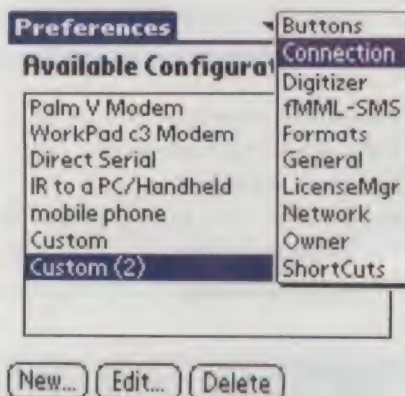 Preferences
Available Configurat
Palm V Modem
WorkPad c3 Modem
Direct Serial
IR to a PC/Handheld
mobile phone
Custom
Custom (2)
Buttons
Connection
Digitizer
fMML-SMS
Formats
General
LicenseMgr
Network
Owner
ShortCuts
New... Edit... Delete